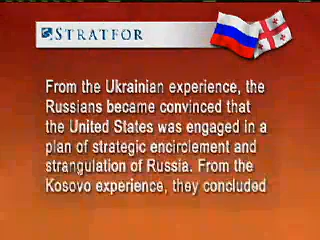 STRATFOR
From the Ukrainian experience, the
Russians became convinced that
the United States was engaged in a
plan of strategic encirclement and
strangulation of Russia. From the
Kosovo experience, they concluded